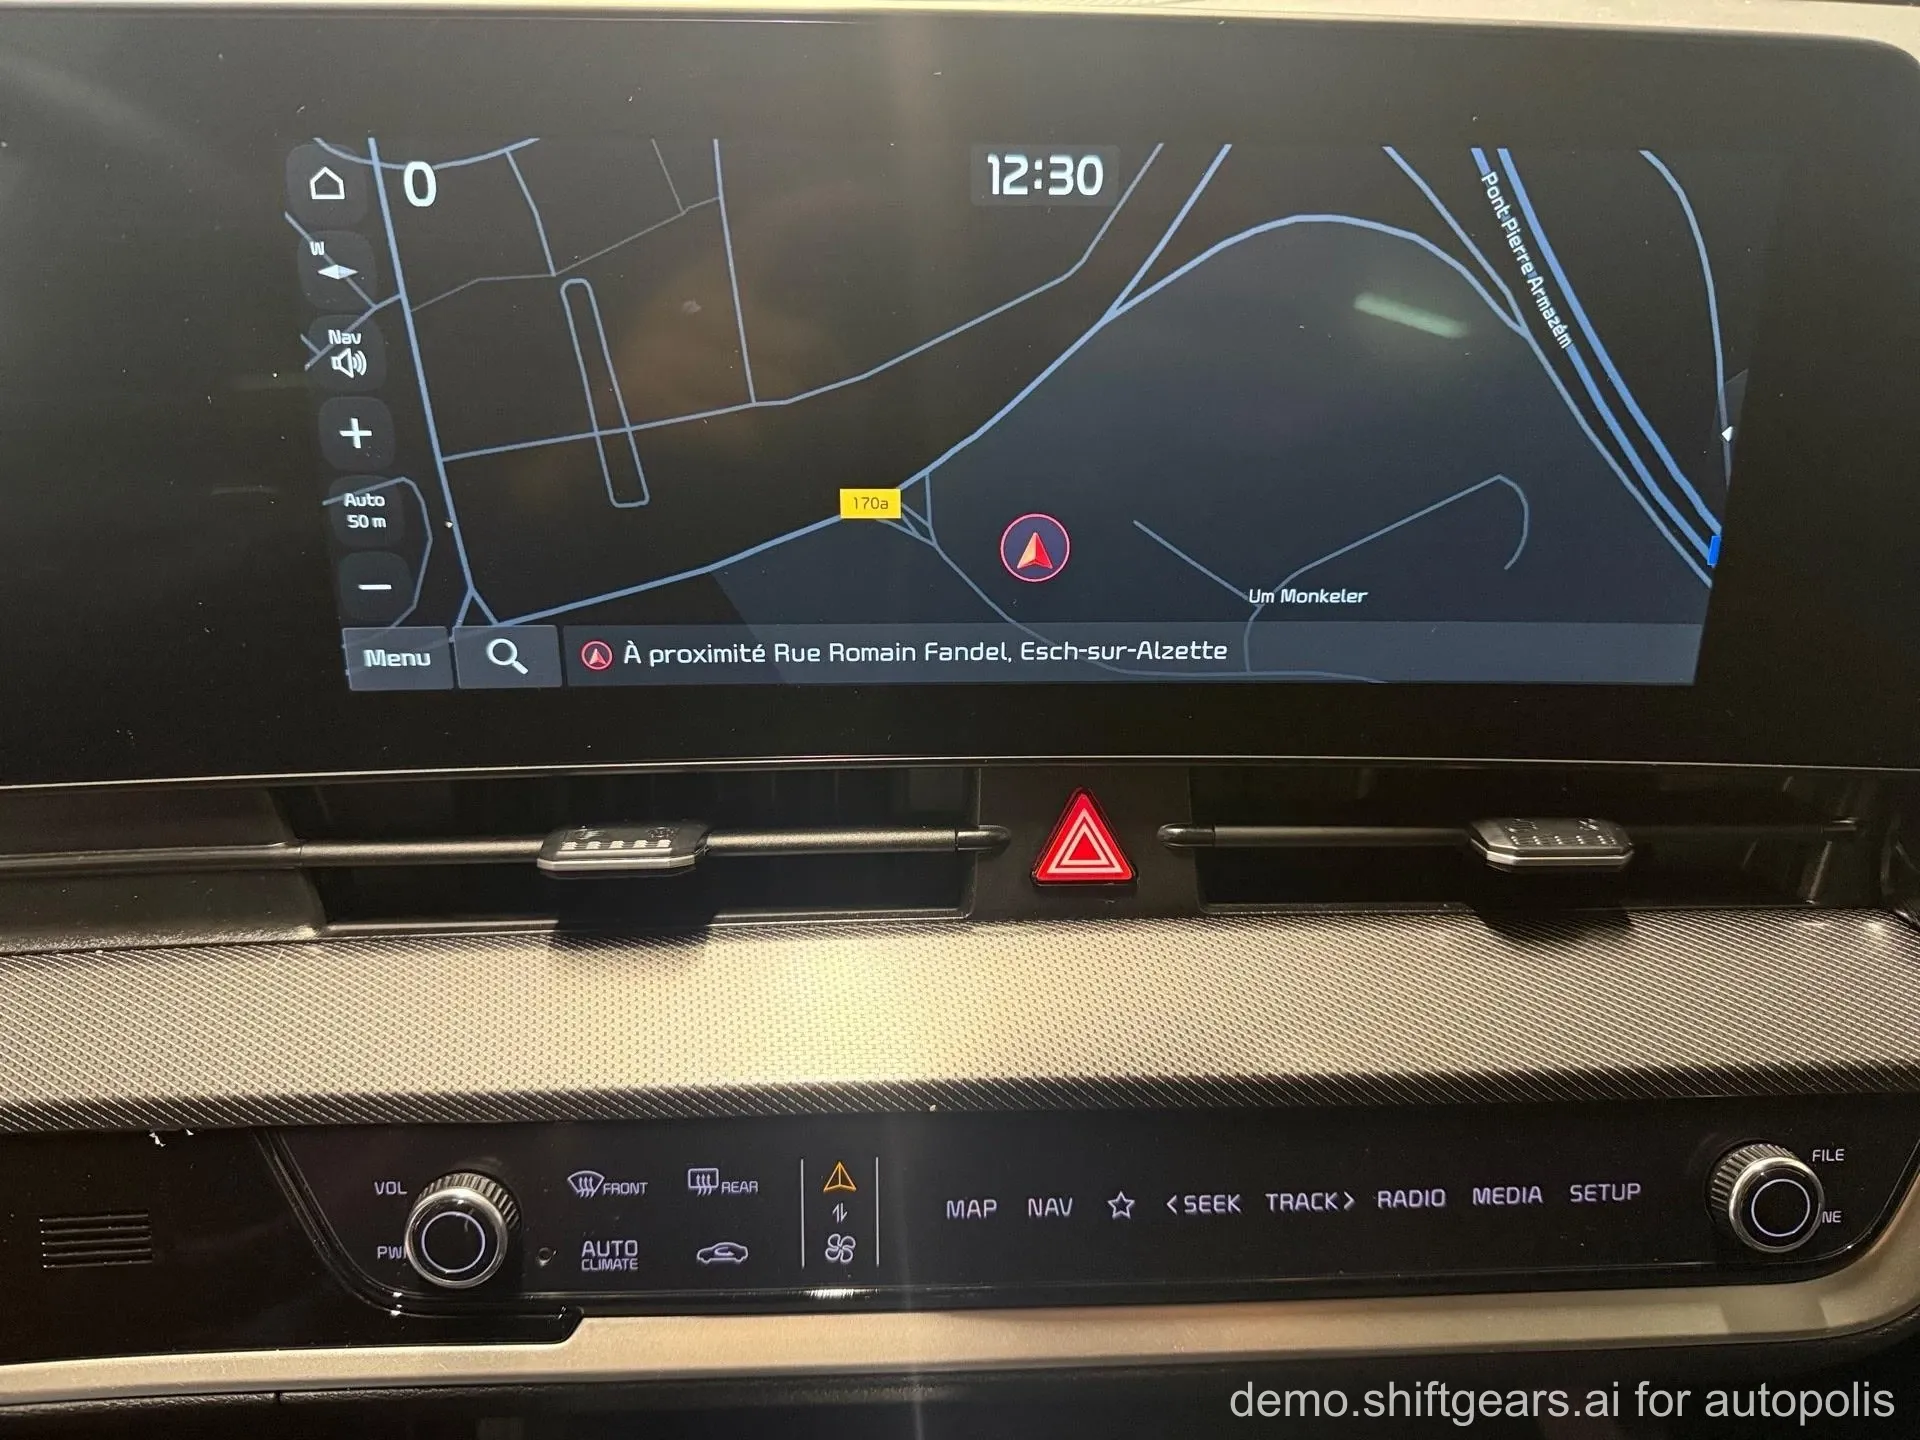 0
12:30
W
Nav
Auto
50 m
Pont Pierre Armazém
170a
Um Monkeler
Menu
À proximité Rue Romain Fandel, Esch-sur-Alzette
VOL
FRONT
REAR
AUTO
CLIMATE
MAP NAV < SEEK TRACK > RADIO MEDIA SETUP
FILE
demo.shiftgears.ai for autopolis